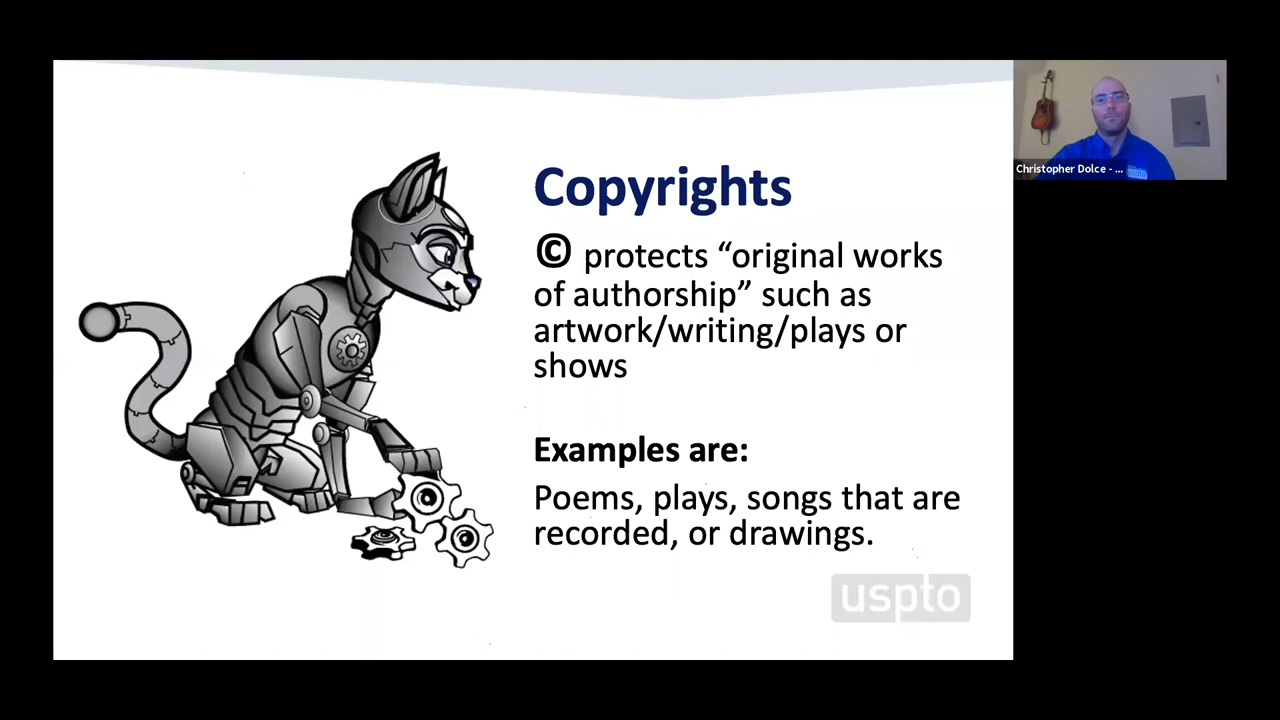 Copyrights
© protects “original works
of authorship” such as
artwork/writing/plays or
shows
Examples are:
Poems, plays, songs that are
recorded, or drawings.
uspto
Christopher Dolce - ...